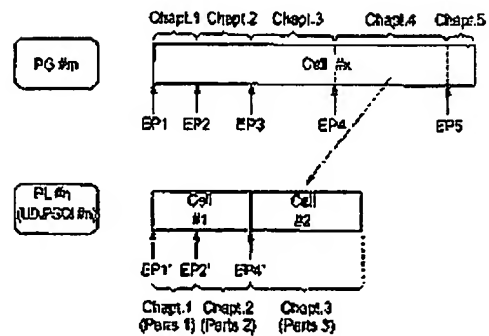 Chapt.1 Chapt.2 Chapt.3 Chapt.4 Chapt.5
PG #m
Cell #x
EP1 EP2 EP3 EP4 EP5
PL #n
(UD_PGCI #n)
Cell #1
Cell #2
EP1' EP2' EP4'
Chapt.1 Chapt.2 Chapt.3
(Parts 1) (Parts 2) (Parts 3)